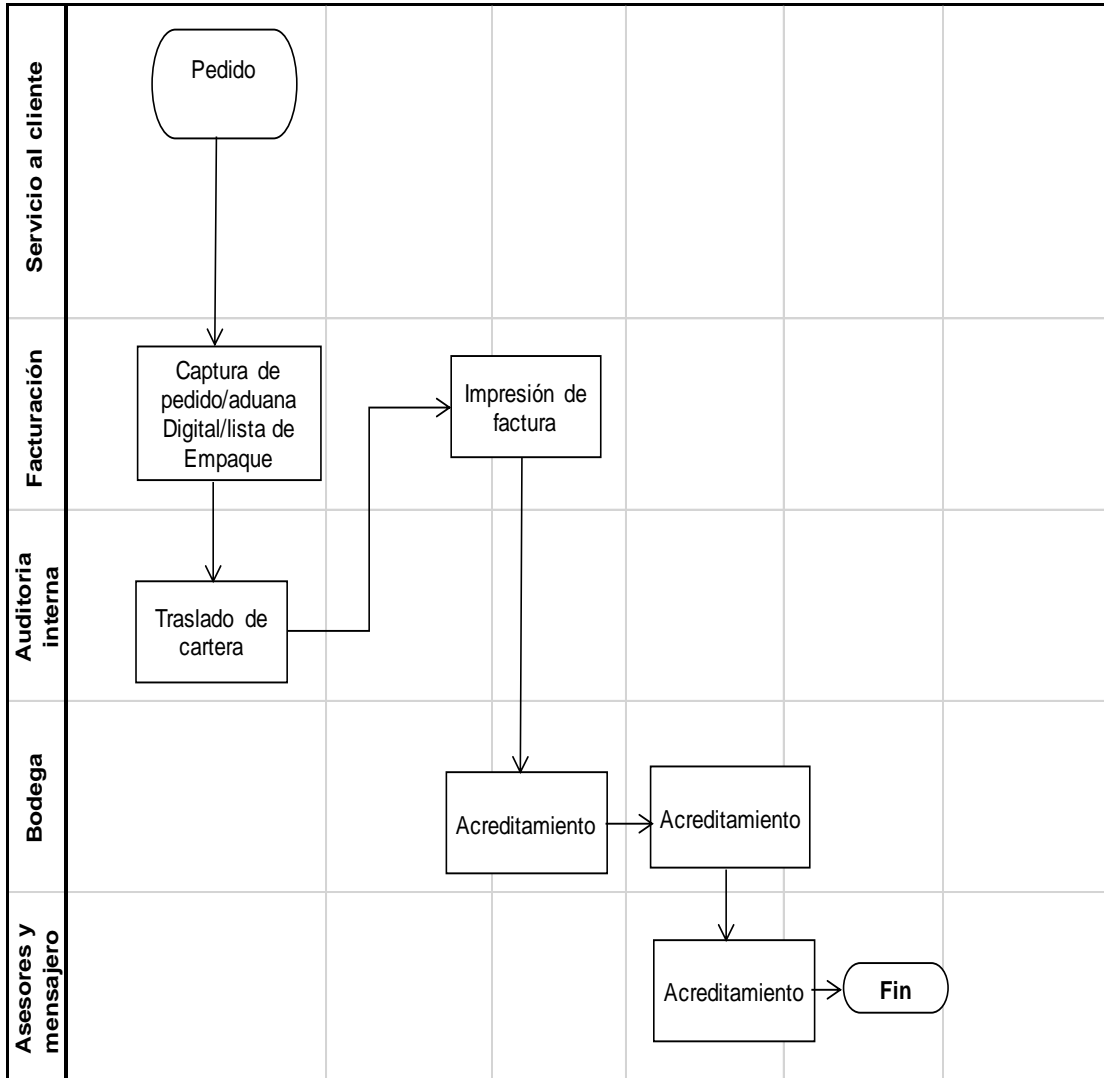 Servicio al cliente
Pedido
Facturación
Captura de
pedido/aduana
Digital/lista de
Empaque
Impresión de
factura
Auditoria
interna
Traslado de
cartera
Bodega
Acreditamiento
Acreditamiento
Asesores y
mensajero
Acreditamiento
Fin